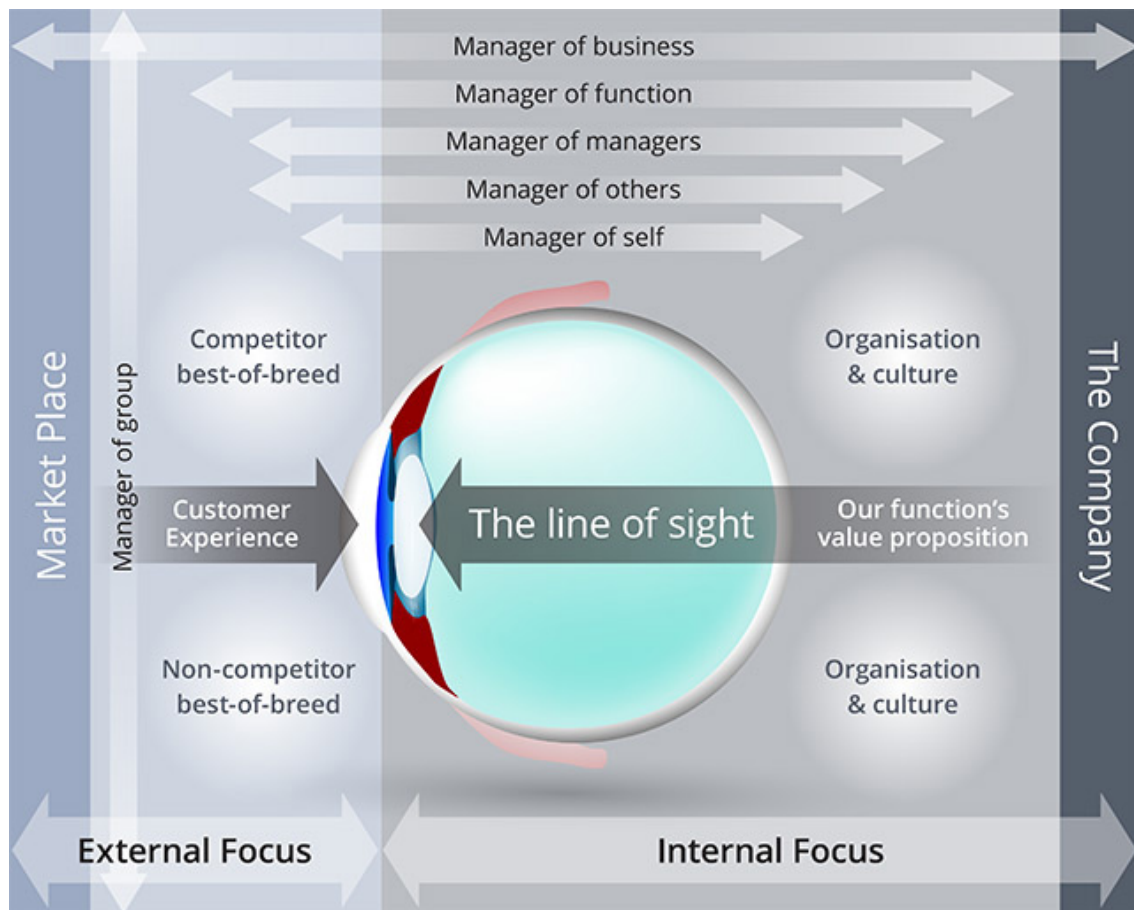 Manager of business
Manager of function
Manager of managers
Manager of others
Manager of self
Market Place
Manager of group
Competitor
best-of-breed
Organisation
& culture
The Company
Customer
Experience
The line of sight
Our function's
value proposition
Non-competitor
best-of-breed
Organisation
& culture
External Focus
Internal Focus